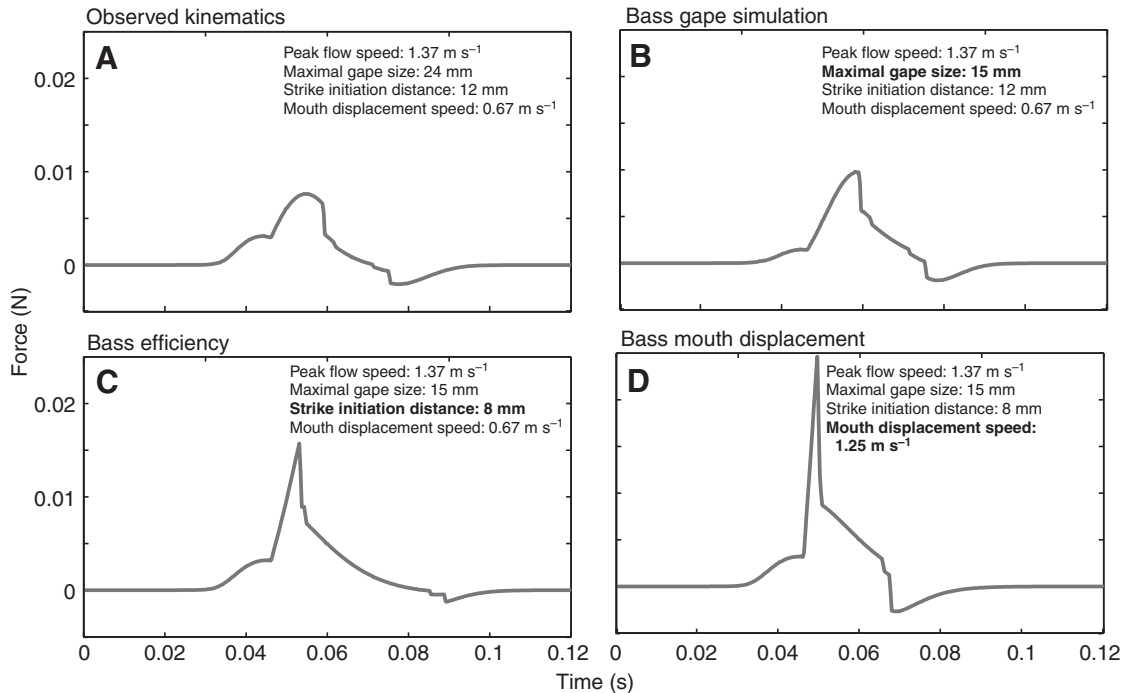 Observed kinematics
A
Peak flow speed: 1.37 m s⁻¹
Maximal gape size: 24 mm
Strike initiation distance: 12 mm
Mouth displacement speed: 0.67 m s⁻¹
Bass gape simulation
B
Peak flow speed: 1.37 m s⁻¹
Maximal gape size: 15 mm
Strike initiation distance: 12 mm
Mouth displacement speed: 0.67 m s⁻¹
0.02
0.01
0
Force (N)
Bass efficiency
C
Peak flow speed: 1.37 m s⁻¹
Maximal gape size: 15 mm
Strike initiation distance: 8 mm
Mouth displacement speed: 0.67 m s⁻¹
Bass mouth displacement
D
Peak flow speed: 1.37 m s⁻¹
Maximal gape size: 15 mm
Strike initiation distance: 8 mm
Mouth displacement speed:
1.25 m s⁻¹
0.02
0.01
0
0 0.02 0.04 0.06 0.08 0.1 0.12
0 0.02 0.04 0.06 0.08 0.1 0.12
Time (s)